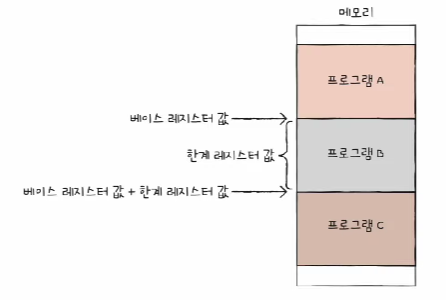 메모리
프로그램 A
베이스 레지스터 값
한계 레지스터 값
프로그램 B
베이스 레지스터 값 + 한계 레지스터 값
프로그램 C